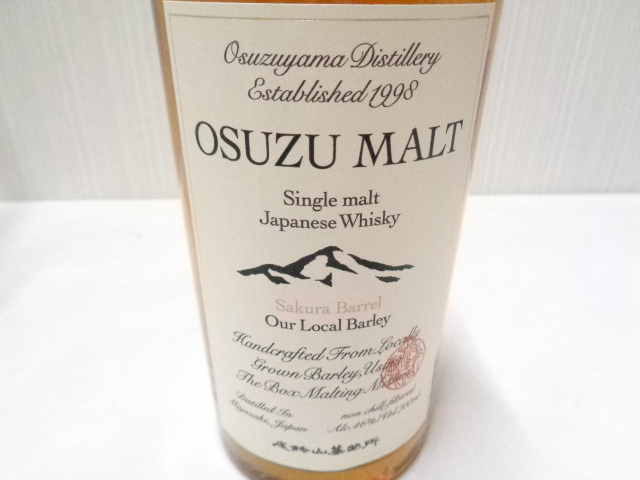 Osuzuyama Distillery
Established 1998
OSUZU MALT
Single malt
Japanese Whisky
Sakura Barrel
Our Local Barley
Handcrafted From Locally
Grown Barley, Using
The Box Malting
Distilled In
Miyazaki, Japan
non chill-filtered
Alc.46%/Vol.700ml
尾鈴山蒸留所